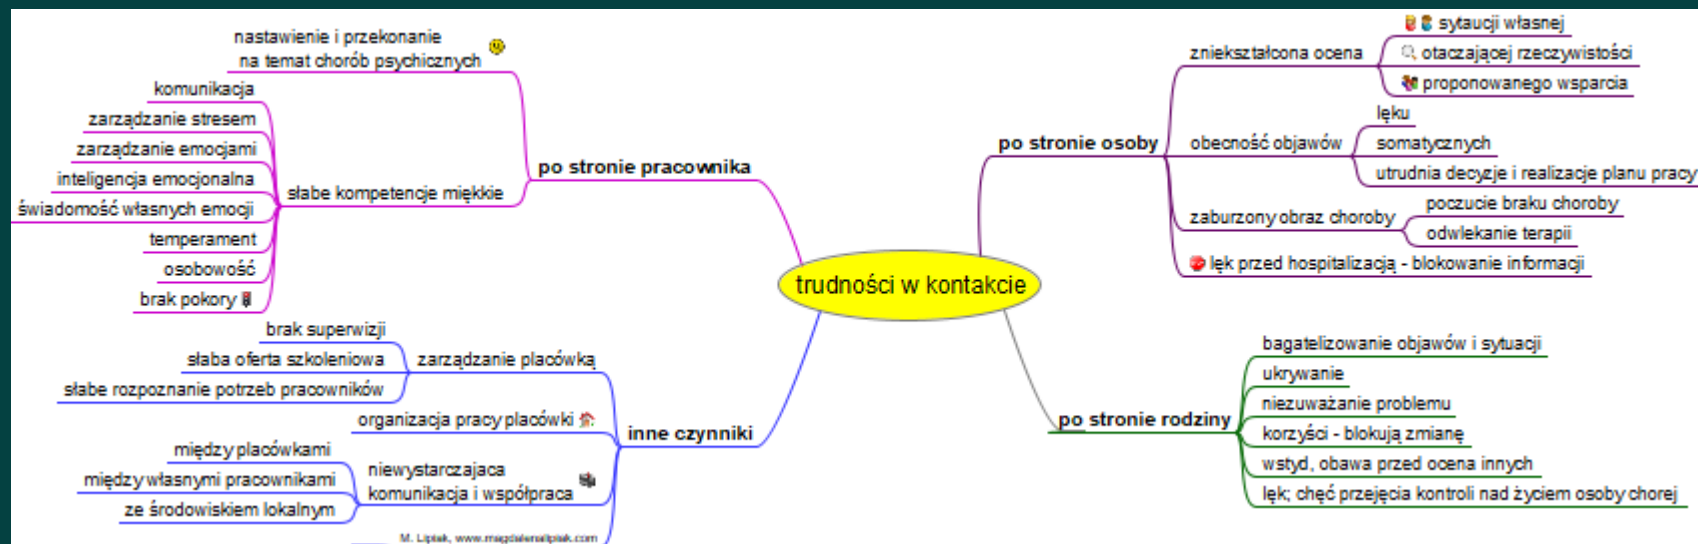 nastawienie i przekonanie
na temat chorób psychicznych
komunikacja
zarządzanie stresem
zarządzanie emocjami
inteligencja emocjonalna
świadomość własnych emocji
temperament
osobowość
brak pokory
słabe kompetencje miękkie
po stronie pracownika
brak superwizji
słaba oferta szkoleniowa
słabe rozpoznanie potrzeb pracowników
zarządzanie placówką
organizacja pracy placówki
między placówkami
między własnymi pracownikami
ze środowiskiem lokalnym
niewystarczajaca
komunikacja i współpraca
inne czynniki
M. Lipiak, www.magdalenalipiak.com
trudności w kontakcie
po stronie osoby
zniekształcona ocena
sytaucji własnej
otaczającej rzeczywistości
proponowanego wsparcia
obecność objawów
lęku
somatycznych
utrudnia decyzje i realizacje planu pracy
zaburzony obraz choroby
poczucie braku choroby
odwlekanie terapii
lęk przed hospitalizacją - blokowanie informacji
po stronie rodziny
bagatelizowanie objawów i sytuacji
ukrywanie
niezuważanie problemu
korzyści - blokują zmianę
wstyd, obawa przed ocena innych
lęk; chęć przejęcia kontroli nad życiem osoby chorej